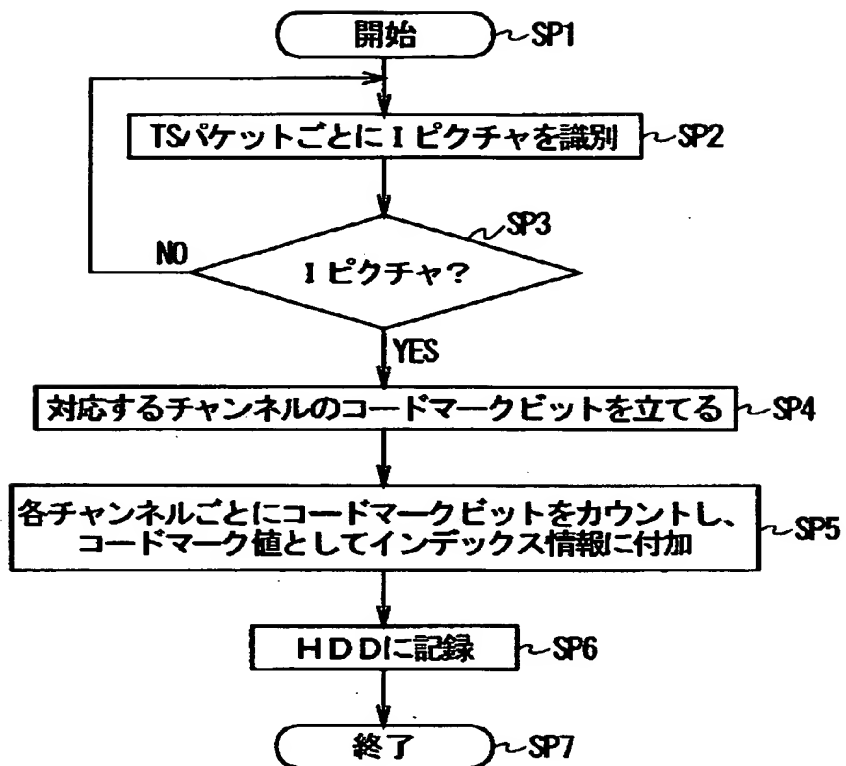 開始 SP1
TSパケットごとにIピクチャを識別 SP2
SP3
NO
Iピクチャ?
YES
対応するチャンネルのコードマークビットを立てる SP4
各チャンネルごとにコードマークビットをカウントし、
コードマーク値としてインデックス情報に付加 SP5
HDDに記録 SP6
終了 SP7